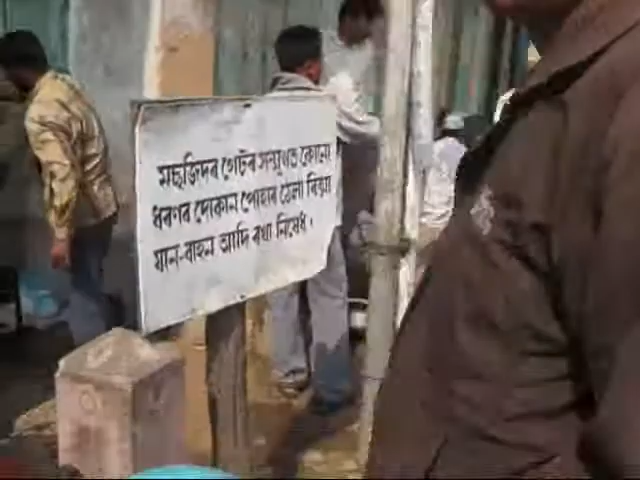 মছজিদৰ গেটৰ সন্মুখত কোনো
ধৰণৰ দোকান পোহাৰ ঠেলা ৰিক্সা
যান-বাহন আদি ৰখা নিষেধ।